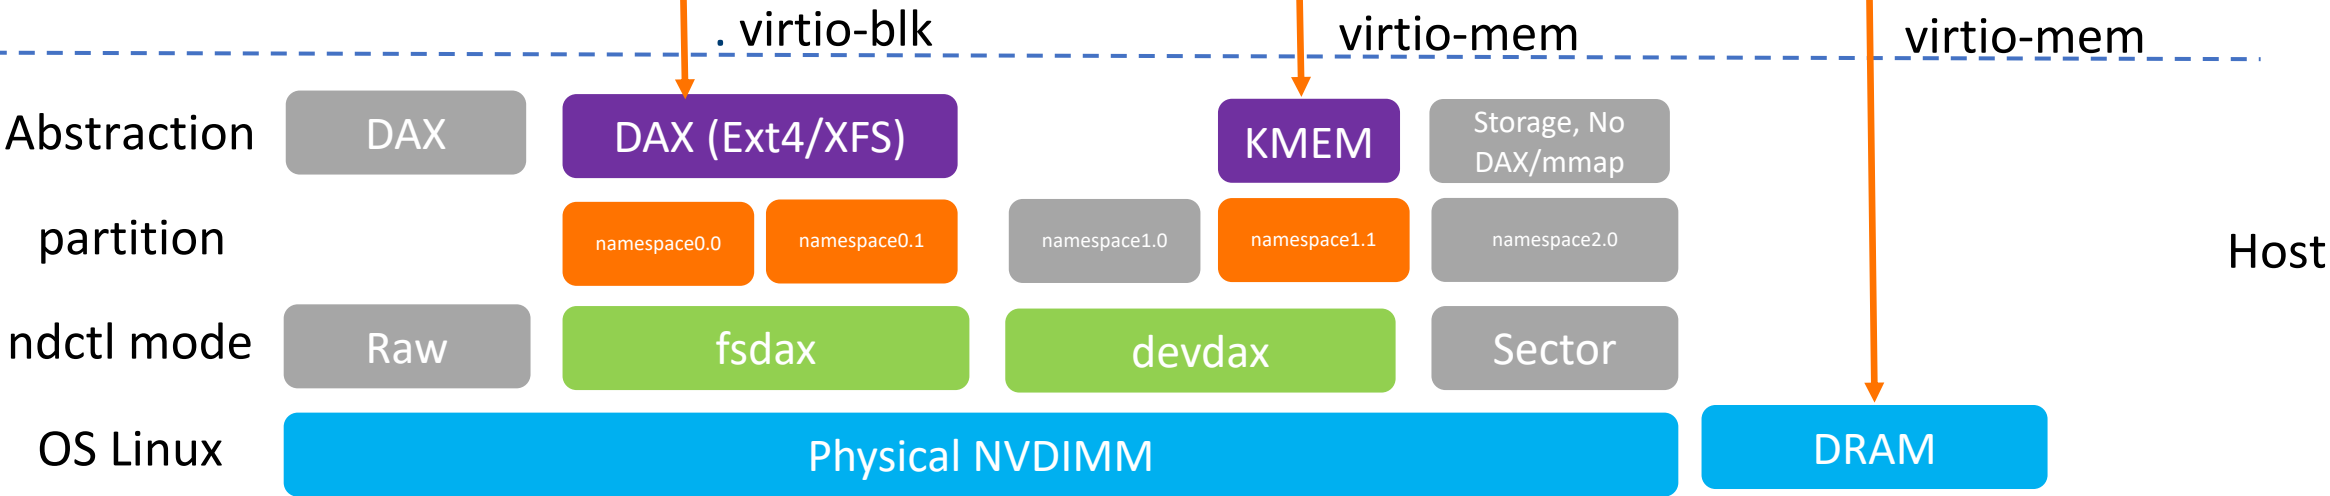 . virtio-blk
virtio-mem
virtio-mem
Abstraction
DAX
DAX (Ext4/XFS)
KMEM
Storage, No
DAX/mmap
partition
namespace0.0
namespace0.1
namespace1.0
namespace1.1
namespace2.0
Host
ndctl mode
Raw
fsdax
devdax
Sector
OS Linux
Physical NVDIMM
DRAM